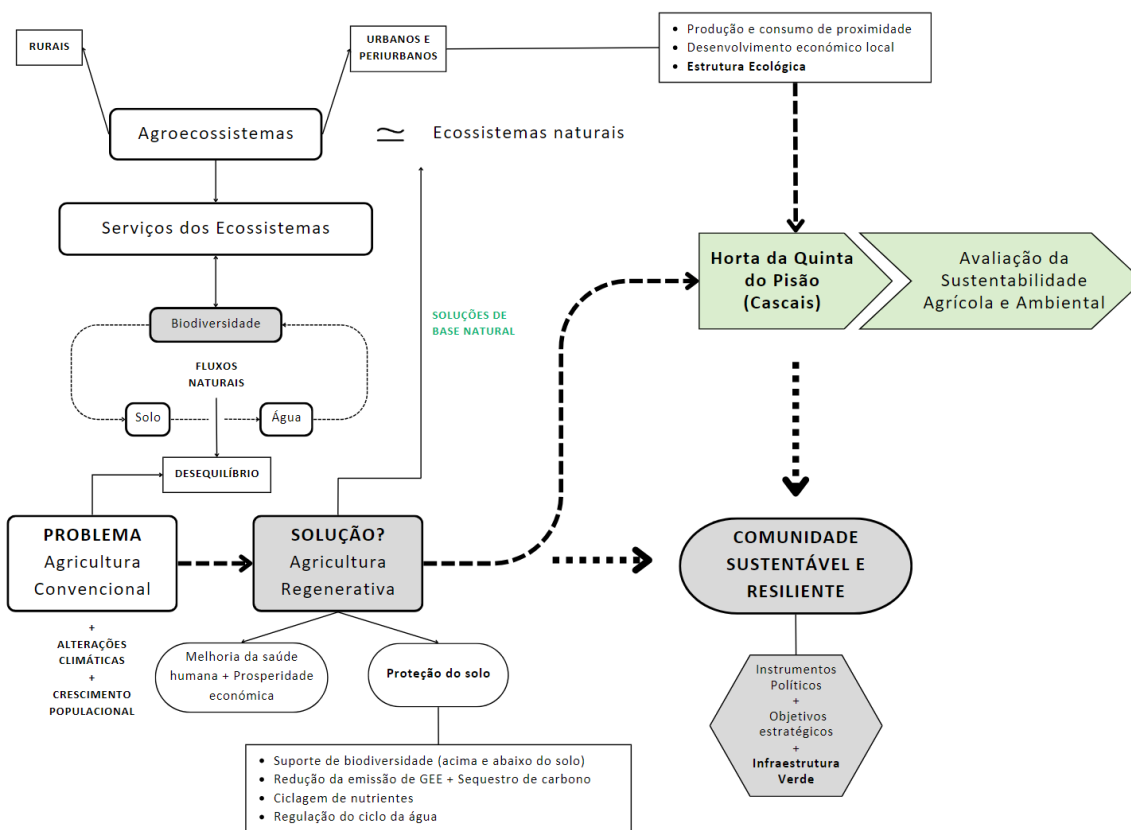 RURAIS
URBANOS E
PERIURBANOS
• Produção e consumo de proximidade
• Desenvolvimento económico local
• Estrutura Ecológica
Agroecossistemas
≃
Ecossistemas naturais
Serviços dos Ecossistemas
Biodiversidade
FLUXOS
NATURAIS
Solo
Água
DESEQUILÍBRIO
SOLUÇÕES DE
BASE NATURAL
Horta da Quinta
do Pisão
(Cascais)
Avaliação da
Sustentabilidade
Agrícola e Ambiental
PROBLEMA
Agricultura
Convencional
+
ALTERAÇÕES
CLIMÁTICAS
+
CRESCIMENTO
POPULACIONAL
SOLUÇÃO?
Agricultura
Regenerativa
Melhoria da saúde
humana + Prosperidade
económica
Proteção do solo
• Suporte de biodiversidade (acima e abaixo do solo)
• Redução da emissão de GEE + Sequestro de carbono
• Ciclagem de nutrientes
• Regulação do ciclo da água
COMUNIDADE
SUSTENTÁVEL E
RESILIENTE
Instrumentos
Políticos
+
Objetivos
estratégicos
+
Infraestrutura
Verde